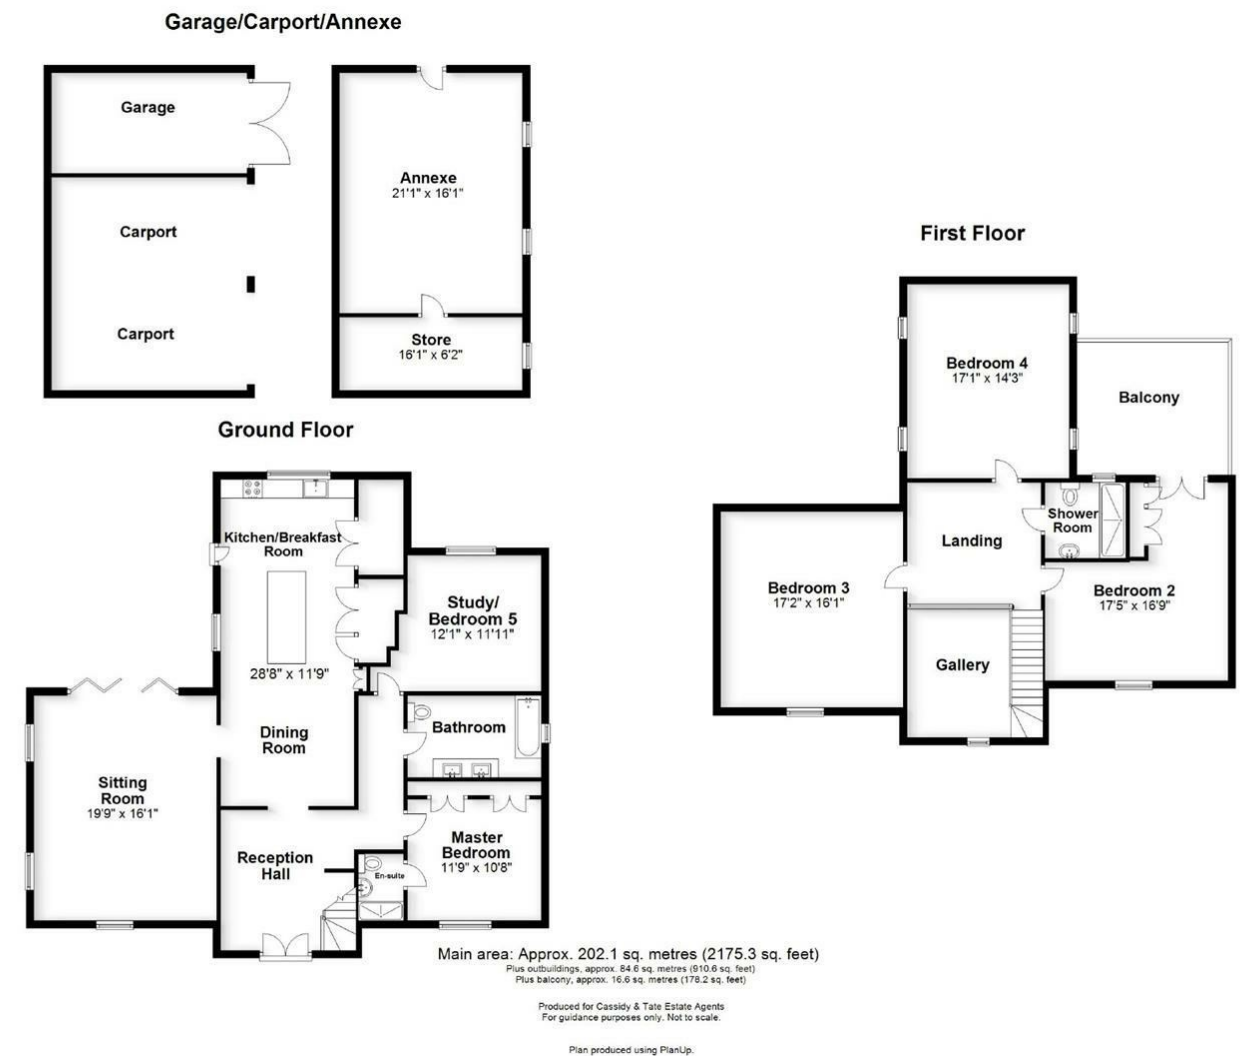 Garage/Carport/Annexe
Garage
Carport
Carport
Annexe
21'1" x 16'1"
Store
16'1" x 6'2"
Ground Floor
Kitchen/Breakfast
Room
28'8" x 11'9"
Dining
Room
Study/
Bedroom 5
12'1" x 11'11"
Bathroom
Sitting
Room
19'9" x 16'1"
Reception
Hall
En-suite
Master
Bedroom
11'9" x 10'8"
First Floor
Bedroom 4
17'1" x 14'3"
Balcony
Shower
Room
Landing
Bedroom 3
17'2" x 16'1"
Bedroom 2
17'5" x 16'9"
Gallery
Main area: Approx. 202.1 sq. metres (2175.3 sq. feet)
Plus outbuildings, approx. 84.6 sq. metres (910.6 sq. feet)
Plus balcony, approx. 16.6 sq. metres (178.2 sq. feet)
Produced for Cassidy & Tate Estate Agents
For guidance purposes only. Not to scale.
Plan produced using PlanUp.